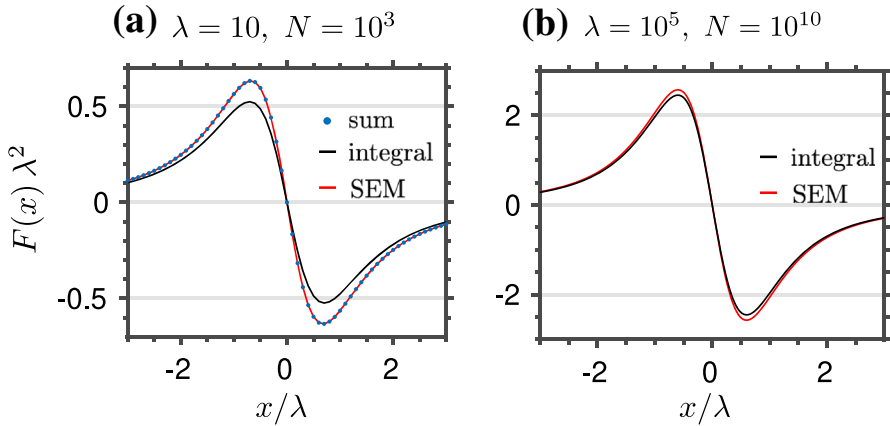 (a) λ = 10, N = 10³
F(x) λ²
0.5
0
-0.5
sum
integral
SEM
-2
0
2
x/λ
(b) λ = 10⁵, N = 10¹⁰
2
0
-2
integral
SEM
-2
0
2
x/λ